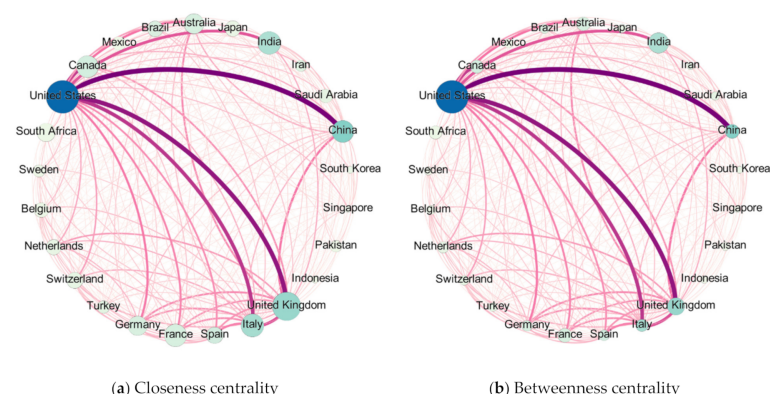 Australia
Brazil
Japan
Mexico
India
Canada
Iran
United States
Saudi Arabia
South Africa
China
Sweden
South Korea
Belgium
Singapore
Netherlands
Pakistan
Switzerland
Indonesia
Turkey
United Kingdom
Germany
Italy
France
Spain
(a) Closeness centrality
Australia
Brazil
Japan
Mexico
India
Canada
Iran
United States
Saudi Arabia
South Africa
China
Sweden
South Korea
Belgium
Singapore
Netherlands
Pakistan
Switzerland
Indonesia
Turkey
United Kingdom
Germany
Italy
France
Spain
(b) Betweenness centrality